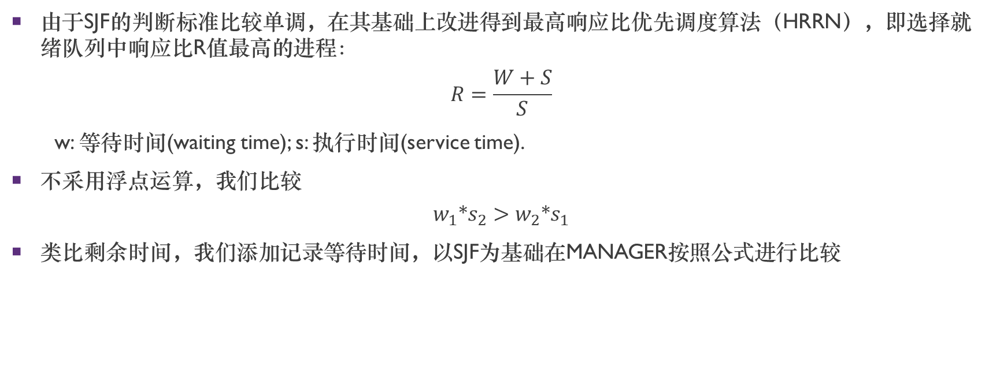 ▪ 由于SJF的判断标准比较单调，在其基础上改进得到最高响应比优先调度算法（HRRN），即选择就
绪队列中响应比R值最高的进程：
R = (W + S) / S
w: 等待时间(waiting time); s: 执行时间(service time).
▪ 不采用浮点运算，我们比较
w₁*s₂ > w₂*s₁
▪ 类比剩余时间，我们添加记录等待时间，以SJF为基础在MANAGER按照公式进行比较